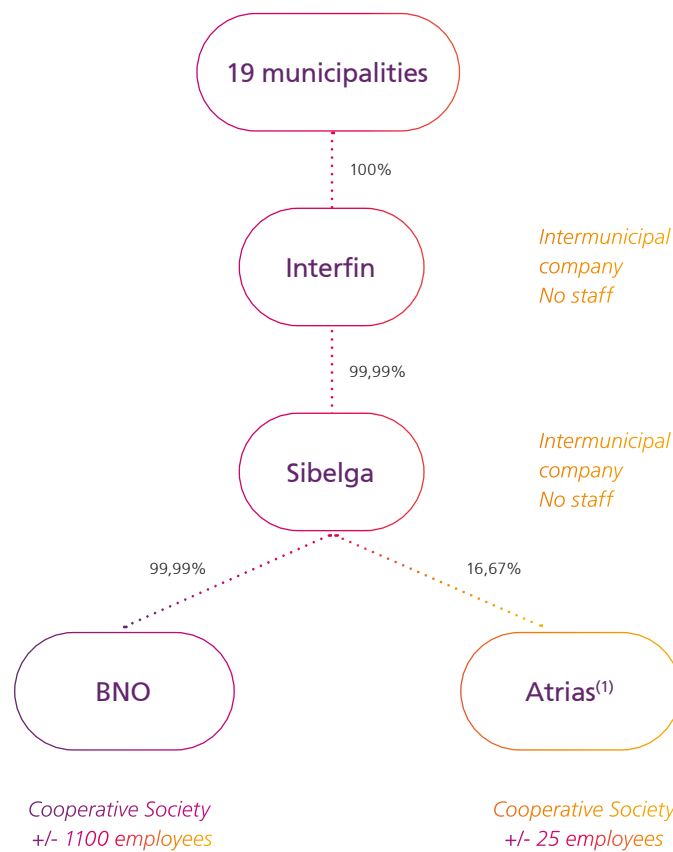 19 municipalities
100%
Interfin
Intermunicipal
company
No staff
99,99%
Sibelga
Intermunicipal
company
No staff
99,99%
16,67%
BNO
Atrias(1)
Cooperative Society
+/- 1100 employees
Cooperative Society
+/- 25 employees